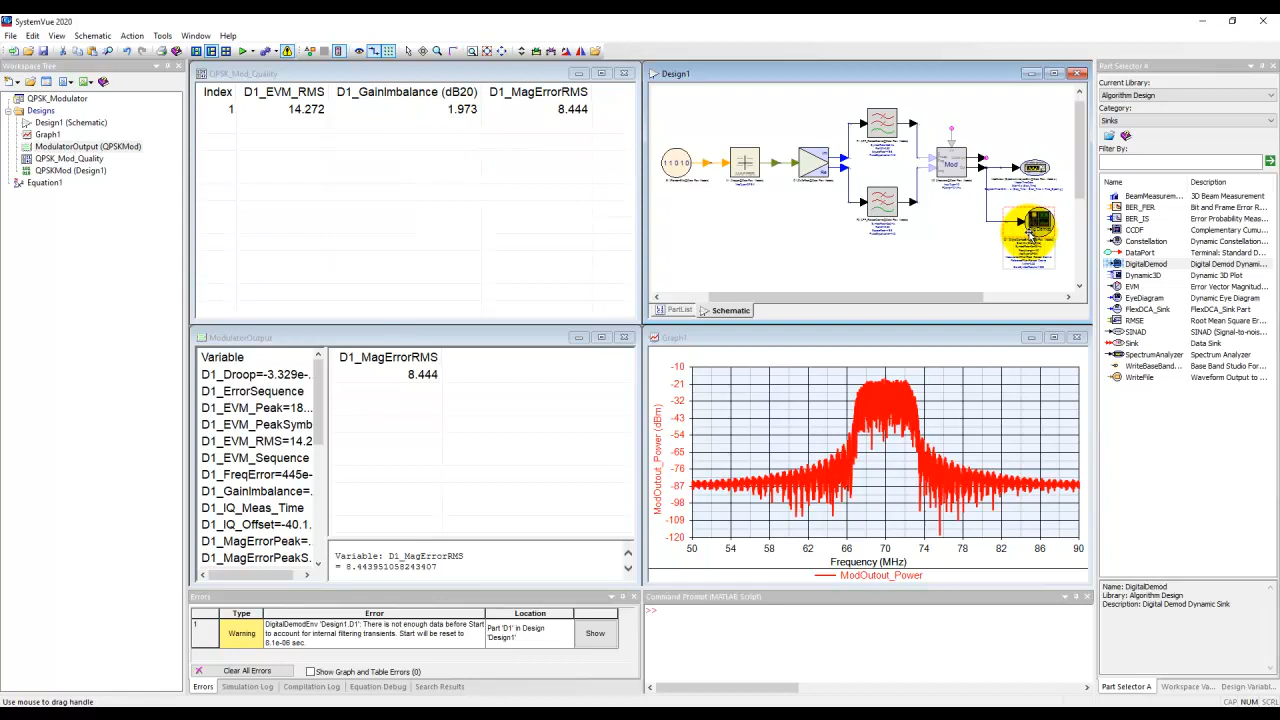 SystemVue 2020
File Edit View Schematic Action Tools Window Help
Workspace Tree
QPSK_Modulator
Designs
Design1 (Schematic)
Graph1
ModulatorOutput (QPSKMod)
QPSK_Mod_Quality
QPSK (Design1)
Equation1
QPSK_Mod_Quality
Index D1_EVM_RMS D1_GainImbalance (dB20) D1_MagErrorRMS
1 14.272 1.973 8.444
Design1
1 1 0 1 0
Mod
PartList Schematic
ModulatorOutput
Variable D1_MagErrorRMS
D1_Droop=-3.329e-. 8.444
D1_ErrorSequence
D1_EVM_Peak=18...
D1_EVM_PeakSymb
D1_EVM_RMS=14.2
D1_EVM_Sequence
D1_FreqError=445e-
D1_GainImbalance=.
D1_IQ_Meas_Time
D1_IQ_Offset=-40.1.
D1_MagErrorPeak=.
D1_MagErrorPeakS.
Variable: D1_MagErrorRMS
= 8.443951058243407
Graph1
ModOutout_Power (dBm)
-10
-21
-32
-43
-54
-65
-76
-87
-98
-109
-120
50 54 58 62 66 70 74 78 82 86 90
Frequency (MHz)
ModOutout_Power
Errors
Type Error Location
1 Warning DigitalDemodEnv 'Design1.D1': There is not enough data before Start
to account for internal filtering transients. Start will be reset to
8.1e-06 sec.
Part 'D1' in Design
'Design1'
Show
Clear All Errors Show Graph and Table Errors (0)
Errors Simulation Log Compilation Log Equation Debug Search Results
Command Prompt (MATLAB Script)
>>
Part Selector A
Current Library:
Algorithm Design
Category:
Sinks
Filter By:
Name Description
BeamMeasurem... 3D Beam Measurement
BER_FER Bit and Frame Error R...
BER_IS Error Probability Meas...
CCDF Complementary Cumu...
Constellation Dynamic Constellation...
DataPort Terminal: Standard Da...
DigitalDemod Digital Demod Dynami...
Dynamic3D Dynamic 3D Plot
EVM Error Vector Magnitud...
EyeDiagram Dynamic Eye Diagram
FlexDCA_Sink FlexDCA_Sink Part
RMSE Root Mean Square Er...
SINAD SINAD (Signal-to-nois...
Sink Data Sink
SpectrumAnalyzer Spectrum Analyzer
WriteBaseBand... Base Band Studio For...
WriteFile Waveform Output to ...
Name: DigitalDemod
Library: Algorithm Design
Description: Digital Demod Dynamic Sink
Part Selector A Workspace Va... Design Variabl...
Use mouse to drag handle
CAP NUM SCRL